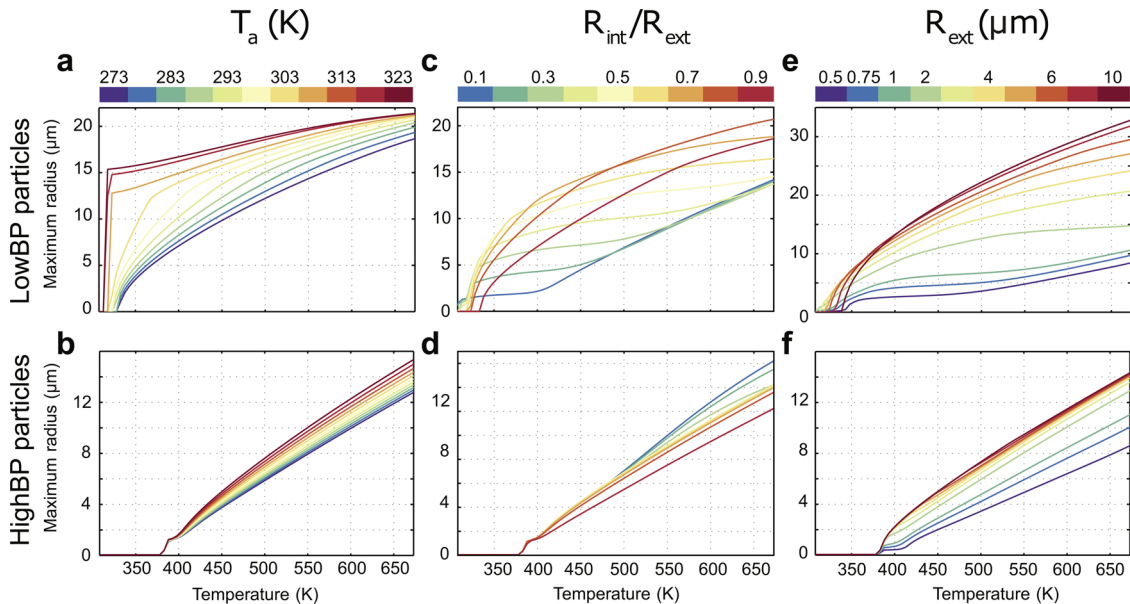 T_a (K)
R_int/R_ext
R_ext (μm)
a
273 283 293 303 313 323
c
0.1 0.3 0.5 0.7 0.9
e
0.5 0.75 1 2 4 6 10
LowBP particles
Maximum radius (μm)
20
15
10
5
0
20
15
10
5
0
30
20
10
0
b
d
f
HighBP particles
Maximum radius (μm)
12
8
4
0
12
8
4
0
12
8
4
0
350 400 450 500 550 600 650
350 400 450 500 550 600 650
350 400 450 500 550 600 650
Temperature (K)
Temperature (K)
Temperature (K)